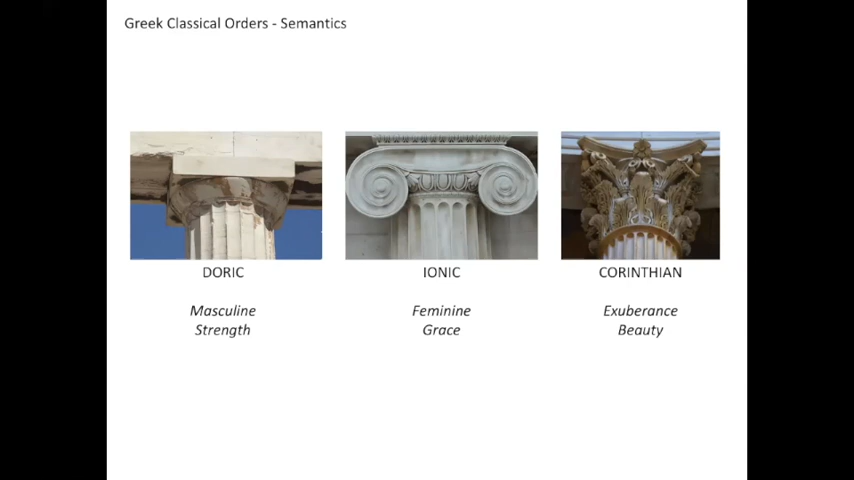 Greek Classical Orders - Semantics
DORIC
IONIC
CORINTHIAN
Masculine
Strength
Feminine
Grace
Exuberance
Beauty